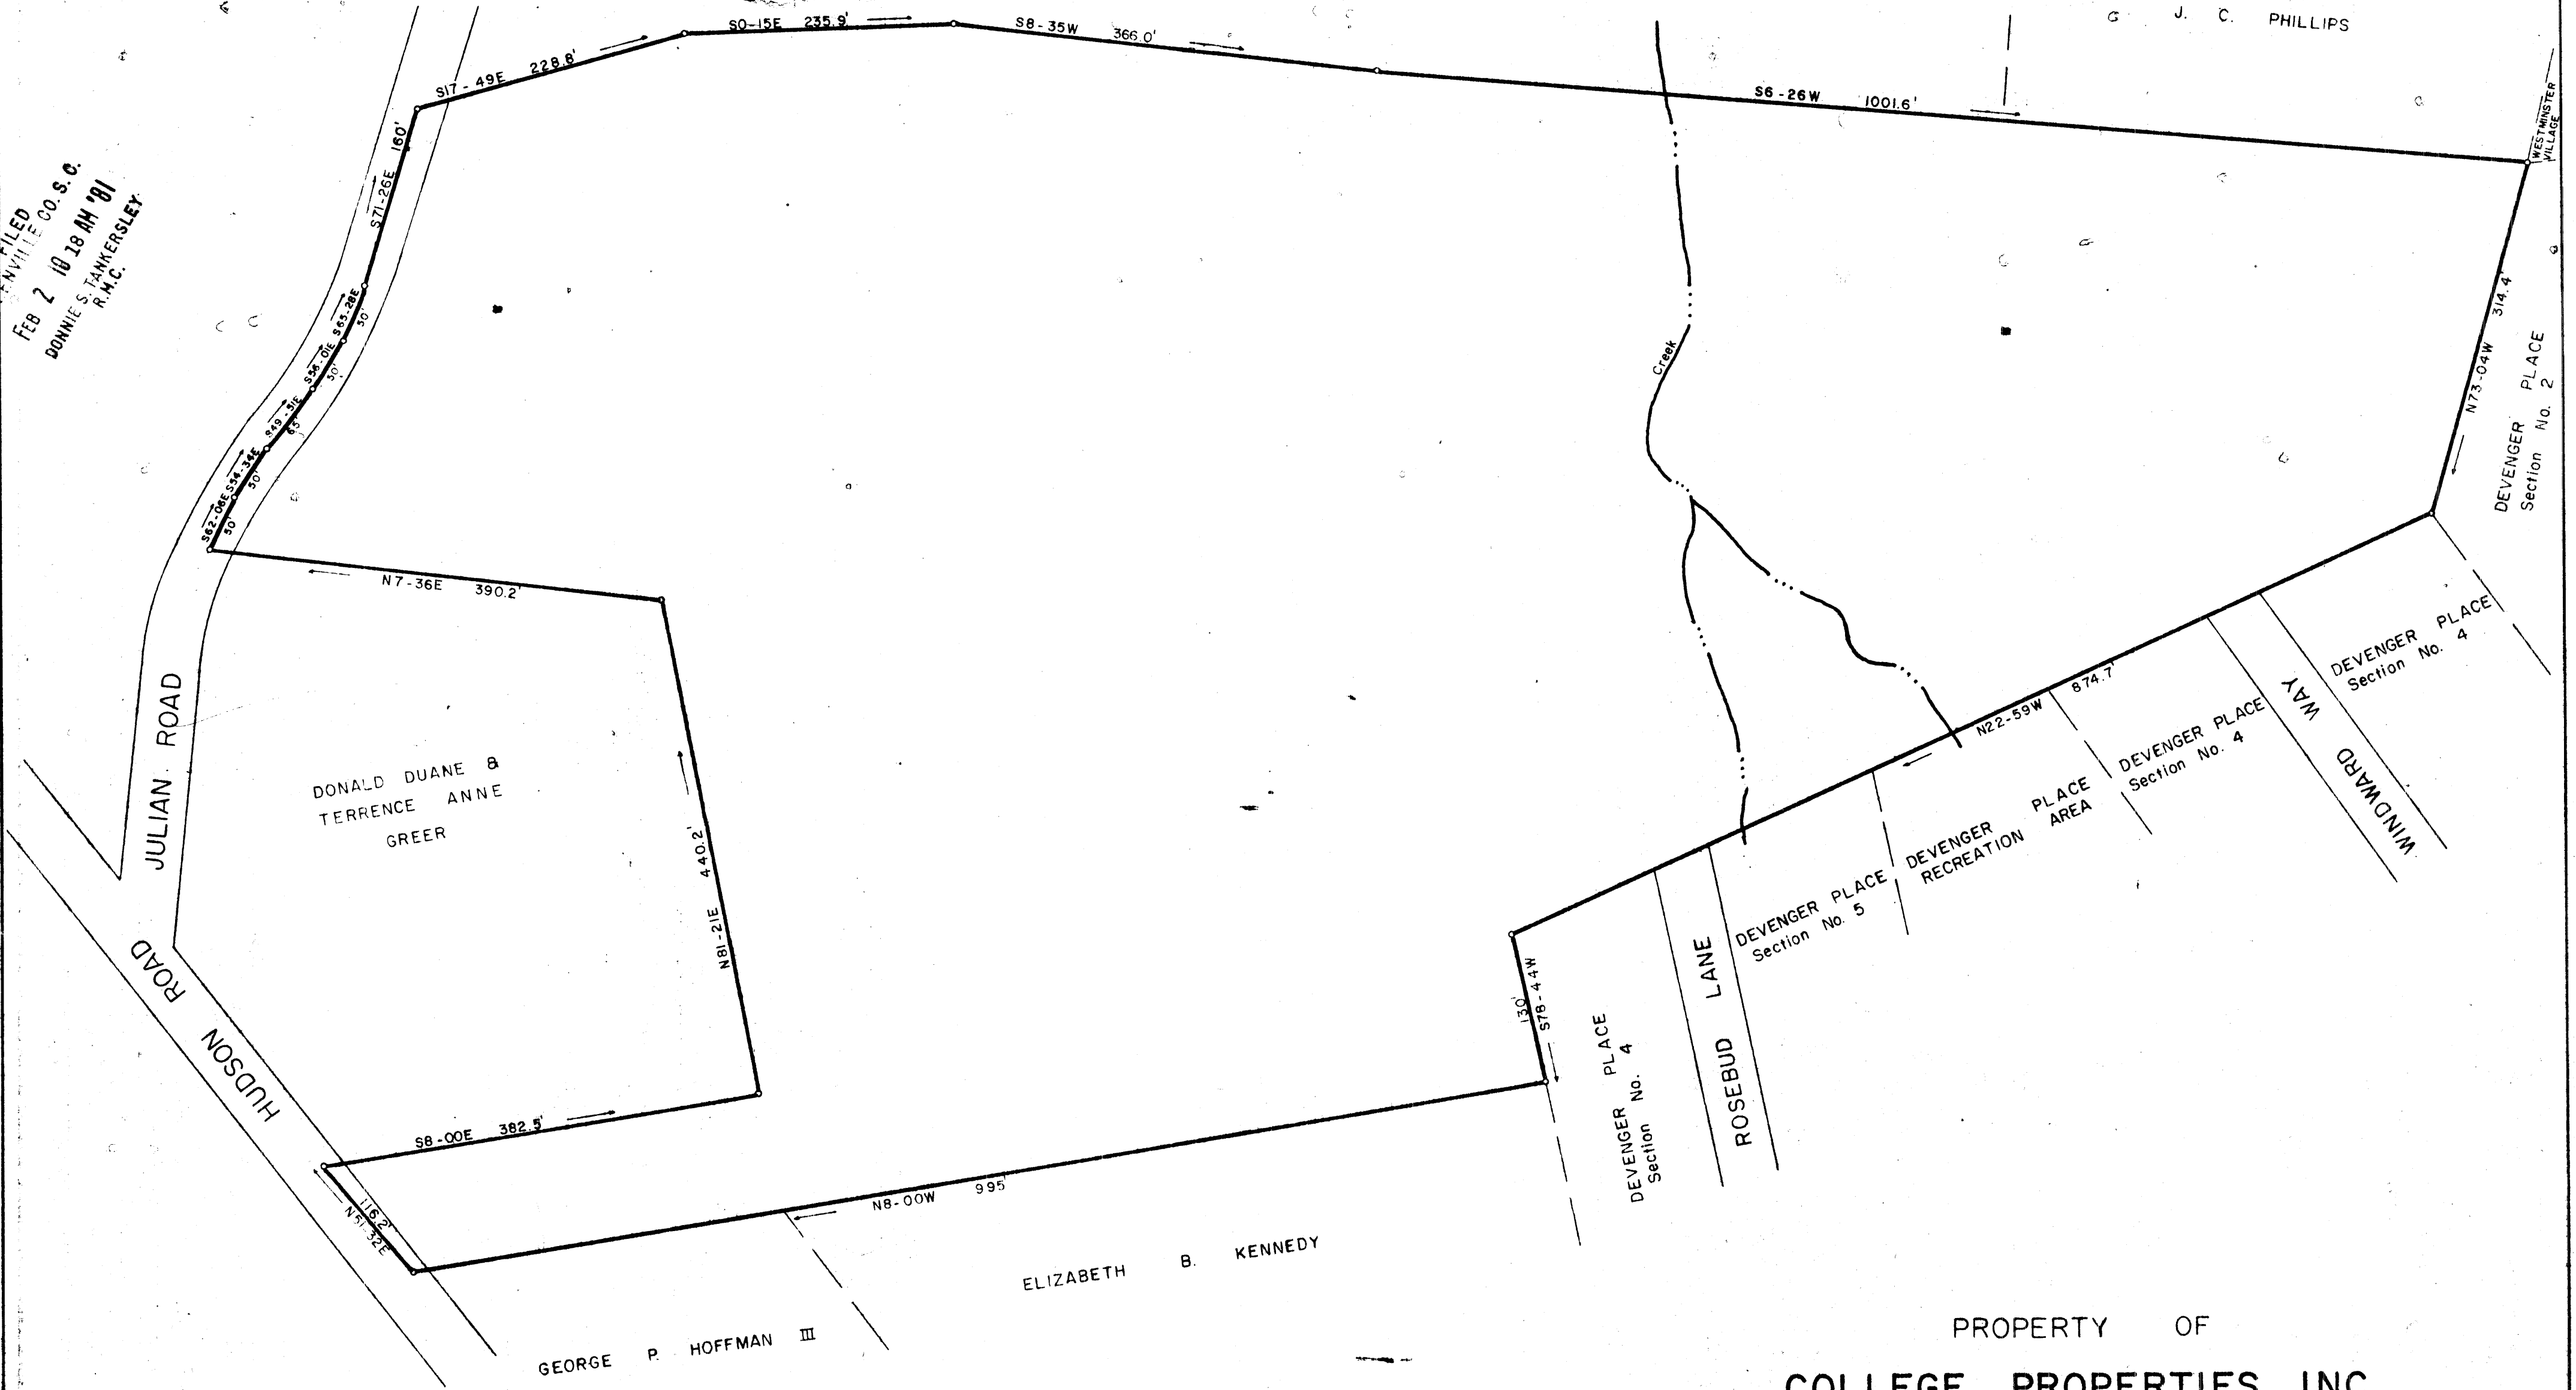 J. C. PHILLIPS
S0-15E 235.9'
S8-35W 366.0'
S17-49E 228.8'
S6-26W 1001.6'
WESTMINSTER
VILLAGE
FILED
CO. S. C.
FEB 2 10 18 AM '81
DONNIE S. TANKERSLEY
R.M.C.
S71-26E 160'
S65-28E
50'
S56-01E
50'
S49-51E
65'
S54-34E
50'
S62-06E
50'
Creek
N73-04W 314.4'
DEVENGER PLACE
Section No. 2
N7-36E 390.2'
JULIAN ROAD
DONALD DUANE &
TERRENCE ANNE
GREER
N81-21E 440.2'
N22-59W 874.7'
DEVENGER PLACE
Section No. 4
WINDWARD WAY
DEVENGER PLACE
Section No. 4
DEVENGER PLACE
RECREATION AREA
DEVENGER PLACE
Section No. 5
ROSEBUD LANE
DEVENGER PLACE
Section No. 4
S78-44W
130'
HUDSON ROAD
S8-00E 382.5'
116.2'
N51-32E
N8-00W 995'
ELIZABETH B. KENNEDY
GEORGE P. HOFFMAN III
PROPERTY OF
COLLEGE PROPERTIES INC